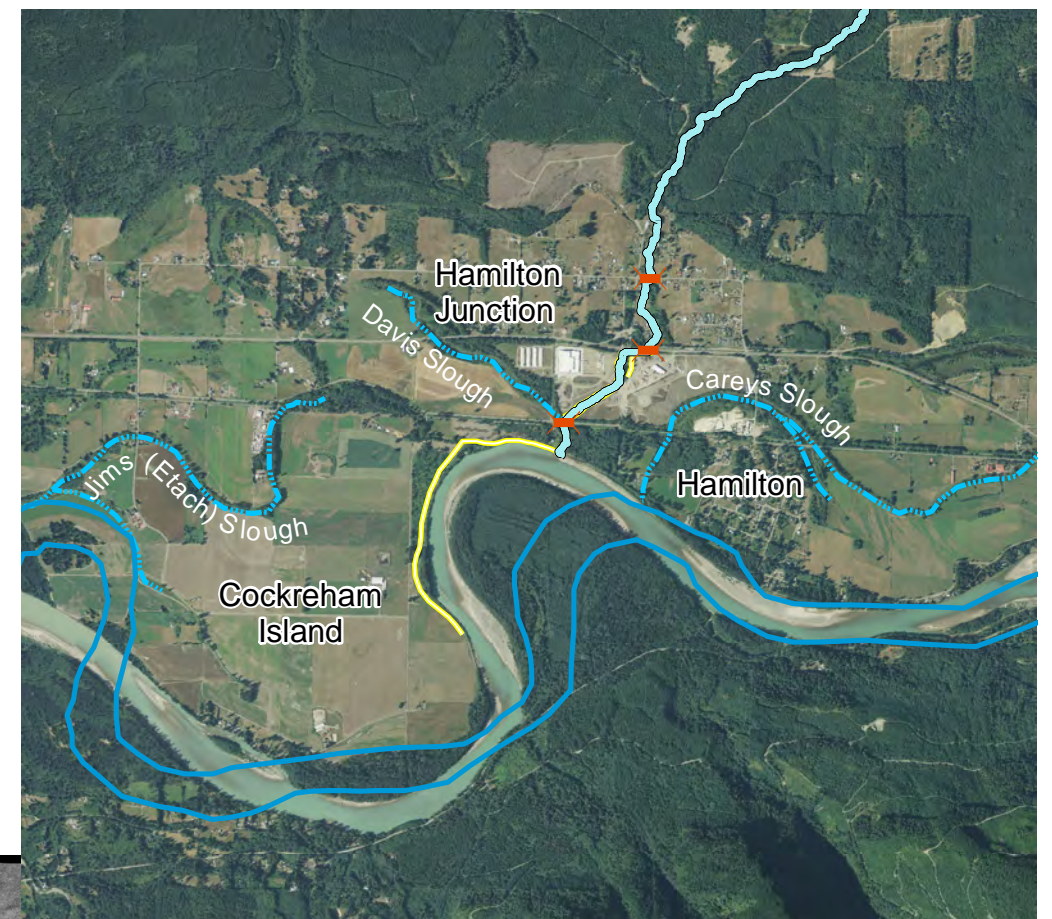 Hamilton
Junction
Davis Slough
Careys Slough
Hamilton
Jims (Etach) Slough
Cockreham
Island